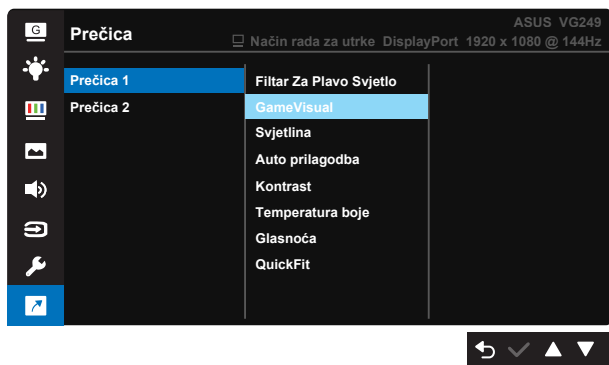 G
Prečica
ASUS VG249
Način rada za utrke DisplayPort 1920 x 1080 @ 144Hz
Prečica 1
Prečica 2
Filtar Za Plavo Svjetlo
GameVisual
Svjetlina
Auto prilagodba
Kontrast
Temperatura boje
Glasnoća
QuickFit